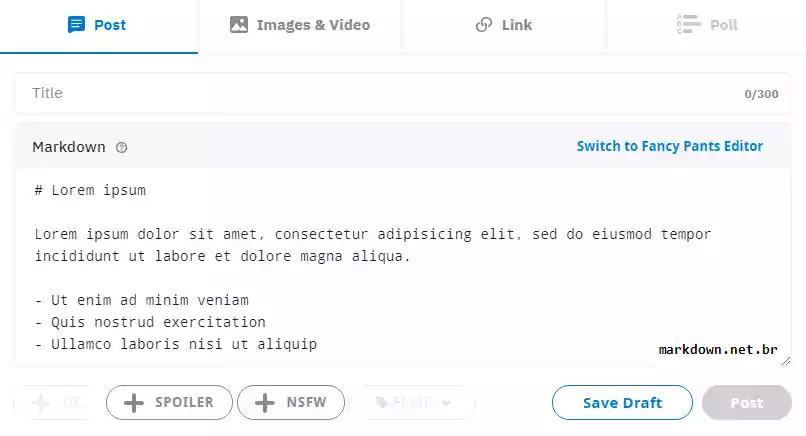 Post
Images & Video
Link
Poll
Title
0/300
Markdown
Switch to Fancy Pants Editor
# Lorem ipsum
Lorem ipsum dolor sit amet, consectetur adipisicing elit, sed do eiusmod tempor
incididunt ut labore et dolore magna aliqua.
- Ut enim ad minim veniam
- Quis nostrud exercitation
- Ullamco laboris nisi ut aliquip
markdown.net.br
+ OC
+ SPOILER
+ NSFW
FLAIR
Save Draft
Post